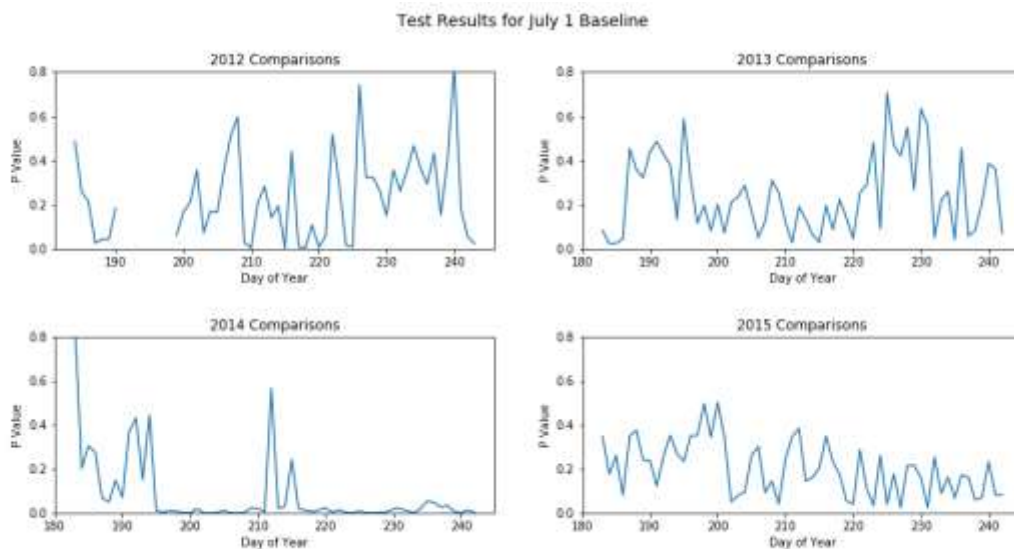 Test Results for July 1 Baseline
2012 Comparisons
0.8
0.6
0.4
0.2
0.0
P Value
190 200 210 220 230 240
Day of Year
2013 Comparisons
0.8
0.6
0.4
0.2
0.0
P Value
180 190 200 210 220 230 240
Day of Year
2014 Comparisons
0.8
0.6
0.4
0.2
0.0
P Value
180 190 200 210 220 230 240
Day of Year
2015 Comparisons
0.8
0.6
0.4
0.2
0.0
P Value
180 190 200 210 220 230 240
Day of Year